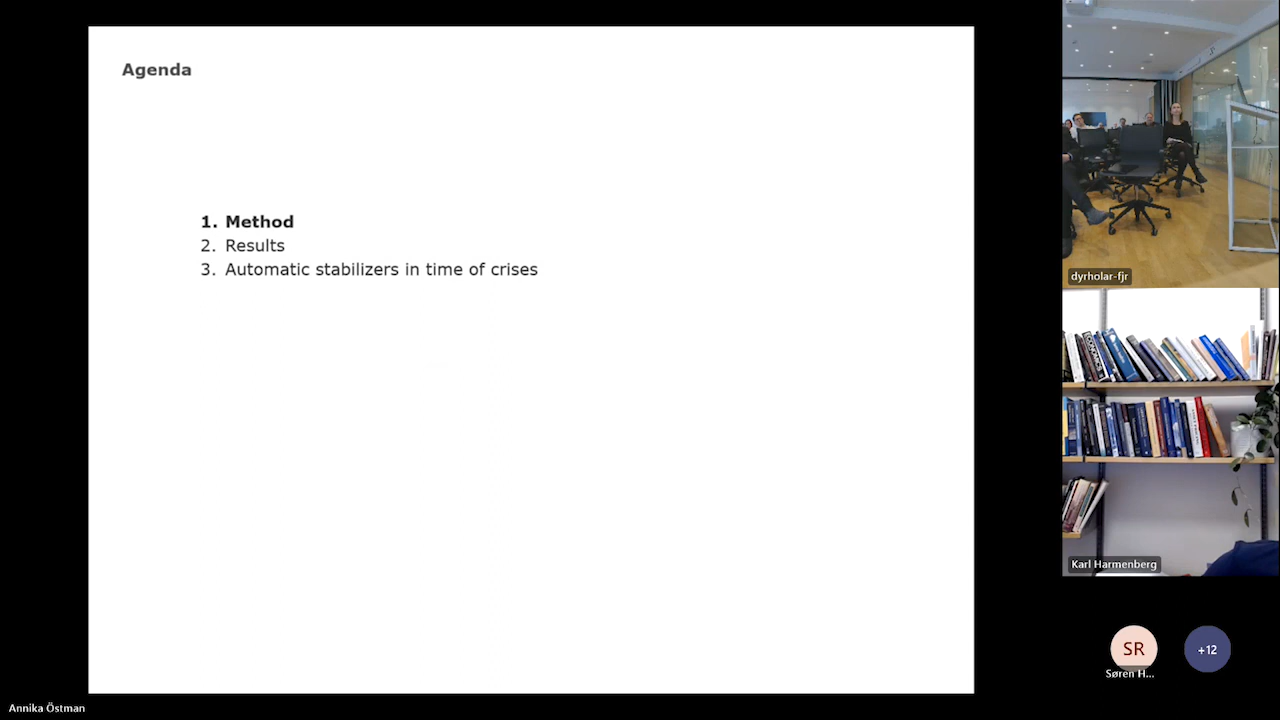 Agenda
1. Method
2. Results
3. Automatic stabilizers in time of crises
dyrholar-fjr
Karl Harmenberg
SR
+12
Søren H...
Annika Östman